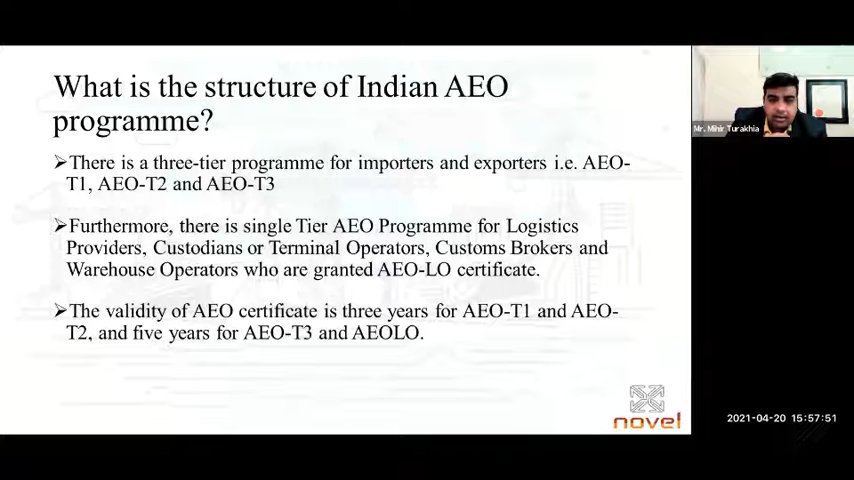 What is the structure of Indian AEO
programme?
➢There is a three-tier programme for importers and exporters i.e. AEO-
T1, AEO-T2 and AEO-T3
➢Furthermore, there is single Tier AEO Programme for Logistics
Providers, Custodians or Terminal Operators, Customs Brokers and
Warehouse Operators who are granted AEO-LO certificate.
➢The validity of AEO certificate is three years for AEO-T1 and AEO-
T2, and five years for AEO-T3 and AEOLO.
novel
Mr. Mihir Turakhia
2021-04-20 15:57:51